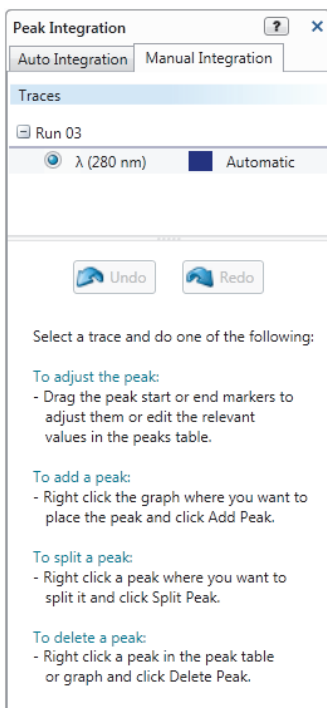 Peak Integration ? ×
Auto Integration Manual Integration
Traces
Run 03
λ (280 nm) Automatic
Undo Redo
Select a trace and do one of the following:
To adjust the peak:
- Drag the peak start or end markers to
adjust them or edit the relevant
values in the peaks table.
To add a peak:
- Right click the graph where you want to
place the peak and click Add Peak.
To split a peak:
- Right click a peak where you want to
split it and click Split Peak.
To delete a peak:
- Right click a peak in the peak table
or graph and click Delete Peak.